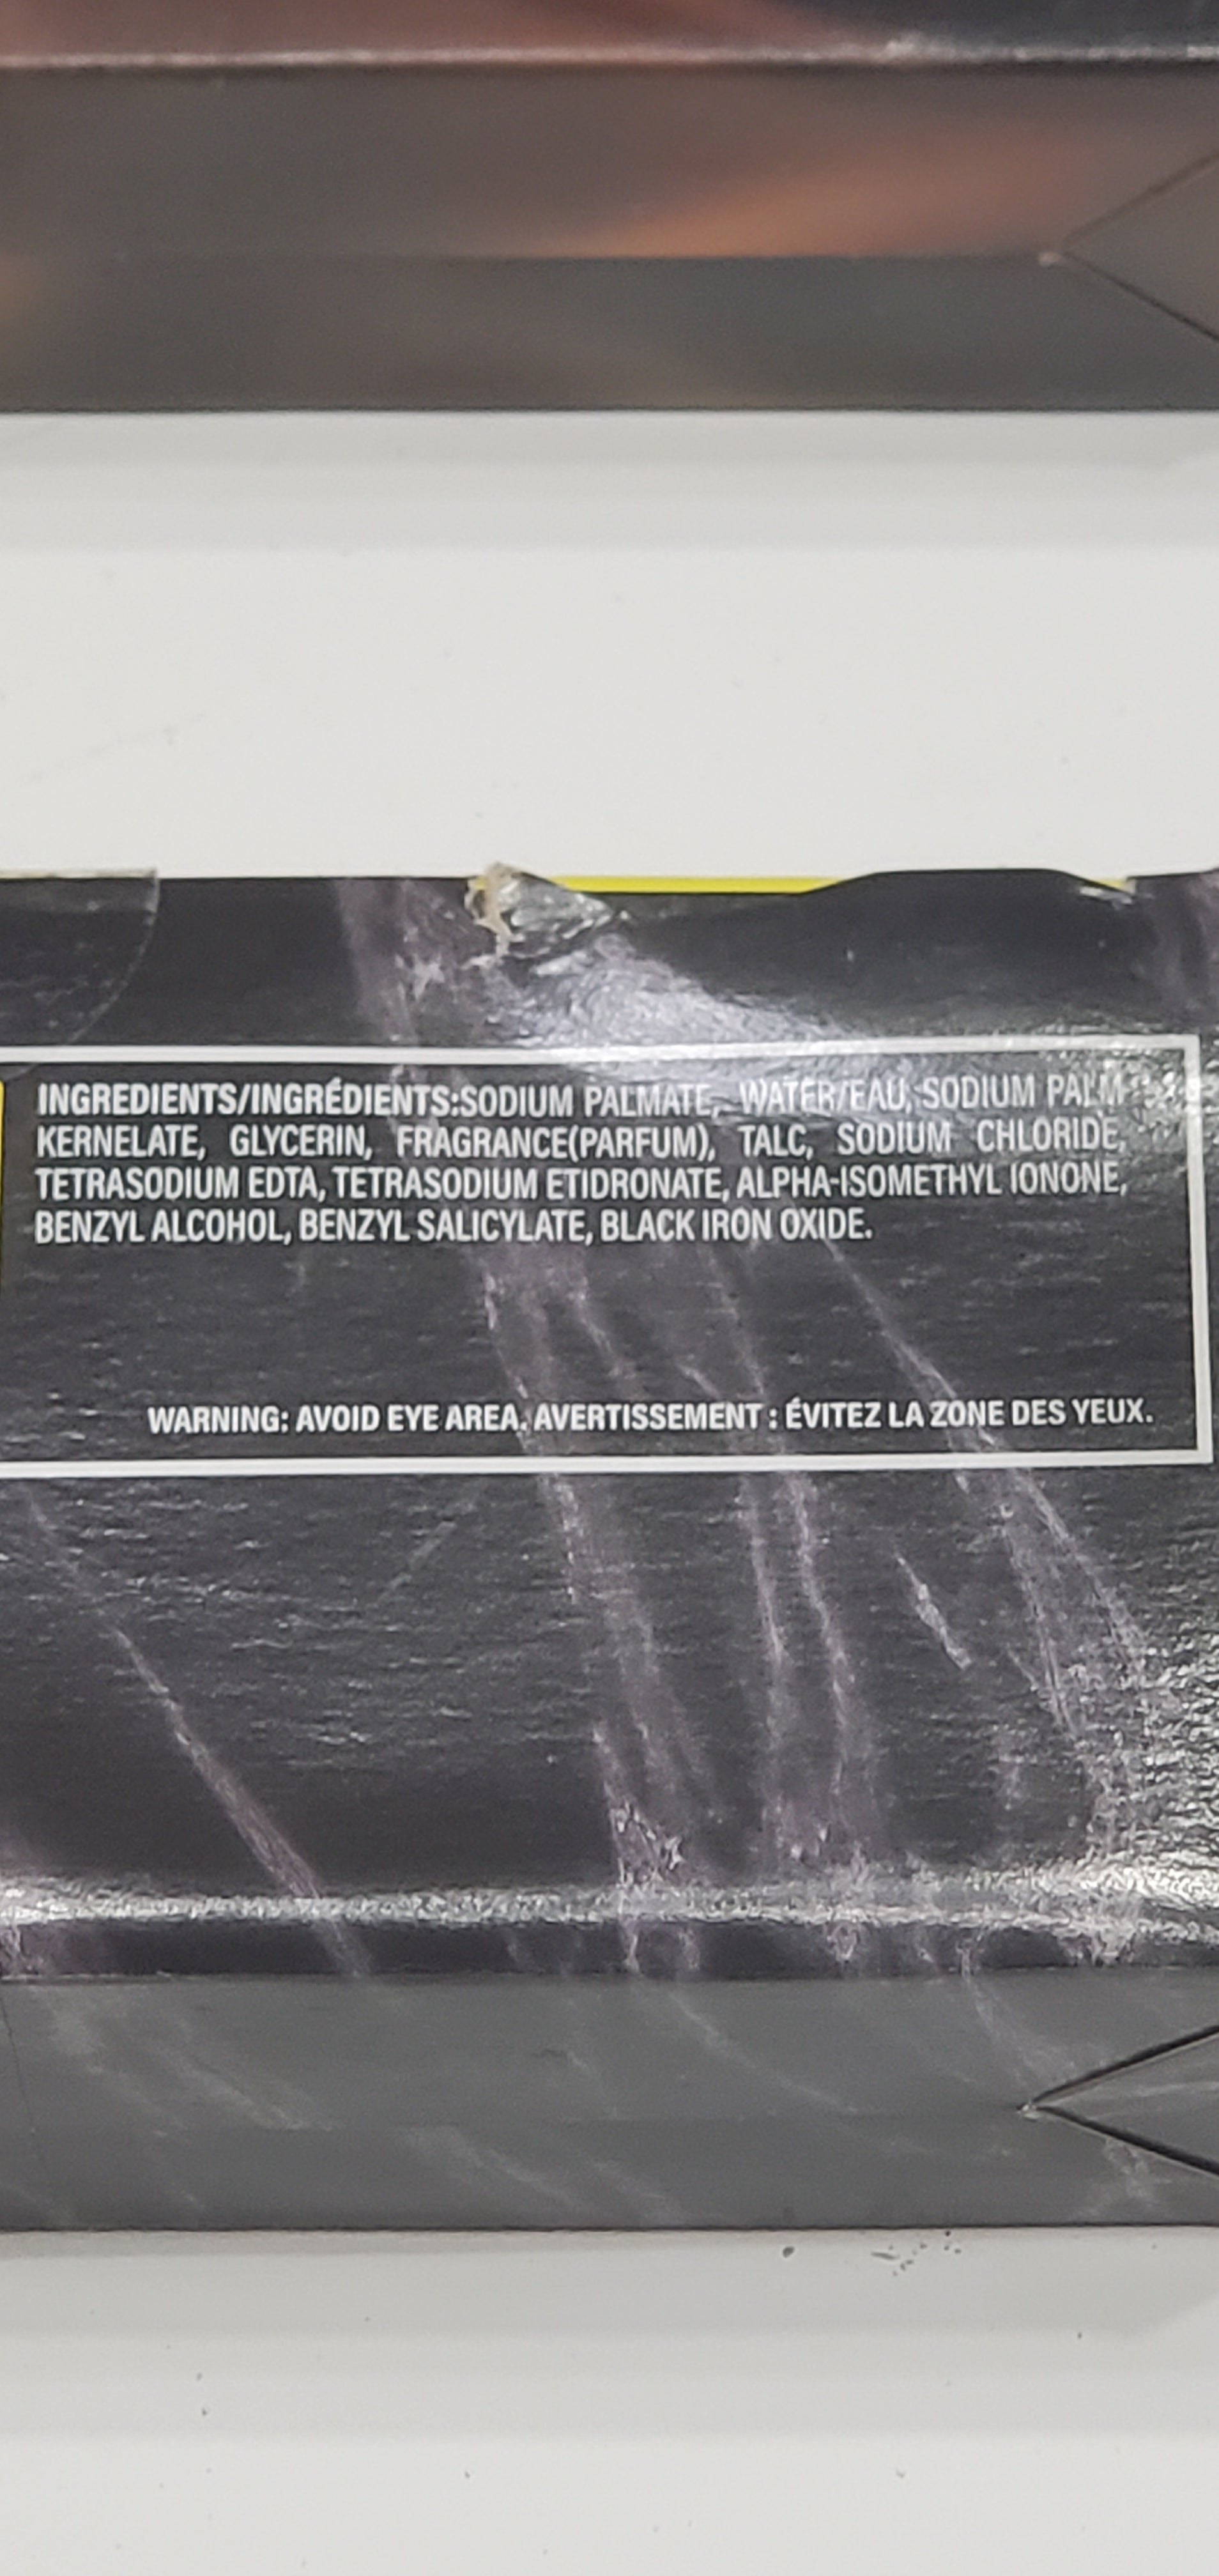 INGREDIENTS/INGRÉDIENTS:SODIUM PALMATE, WATER/EAU, SODIUM PALM
KERNELATE, GLYCERIN, FRAGRANCE(PARFUM), TALC, SODIUM CHLORIDE,
TETRASODIUM EDTA, TETRASODIUM ETIDRONATE, ALPHA-ISOMETHYL IONONE,
BENZYL ALCOHOL, BENZYL SALICYLATE, BLACK IRON OXIDE.
WARNING: AVOID EYE AREA. AVERTISSEMENT : ÉVITEZ LA ZONE DES YEUX.